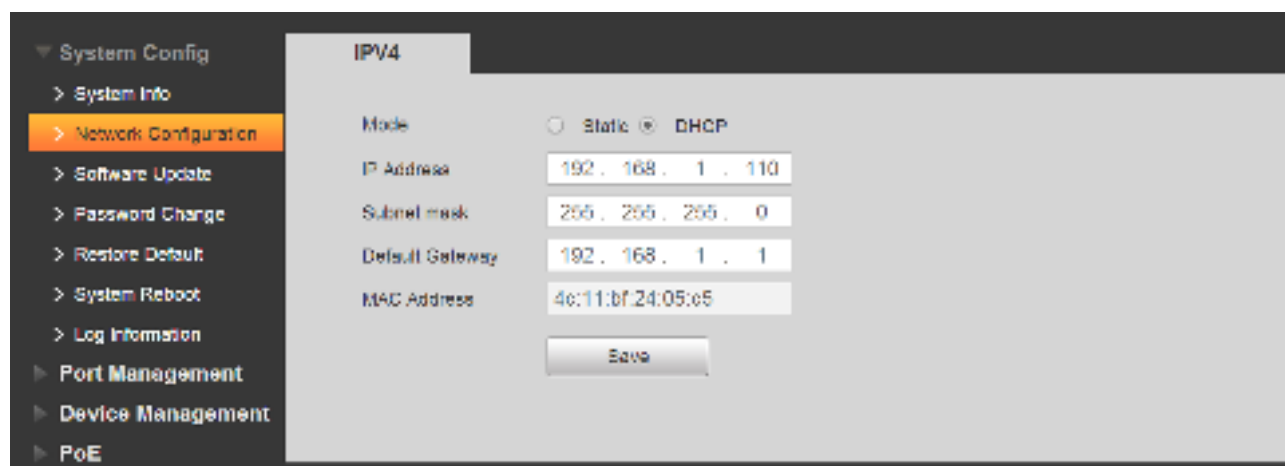 System Config
System Info
Network Configuration
Software Update
Password Change
Restore Default
System Reboot
Log Information
Port Management
Device Management
PoE
IPV4
Mode Static DHCP
IP Address 192 . 168 . 1 . 110
Subnet mask 255 . 255 . 255 . 0
Default Gateway 192 . 168 . 1 . 1
MAC Address 4c:11:bf:24:05:c5
Save